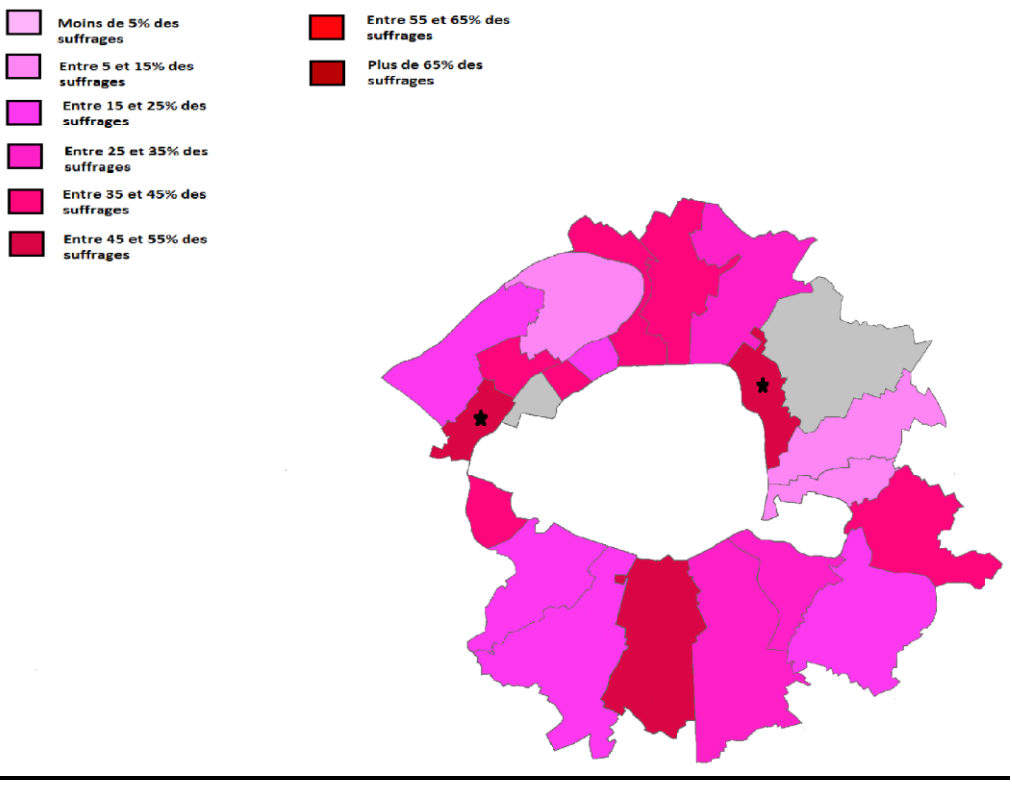 Moins de 5% des
suffrages
Entre 5 et 15% des
suffrages
Entre 15 et 25% des
suffrages
Entre 25 et 35% des
suffrages
Entre 35 et 45% des
suffrages
Entre 45 et 55% des
suffrages
Entre 55 et 65% des
suffrages
Plus de 65% des
suffrages